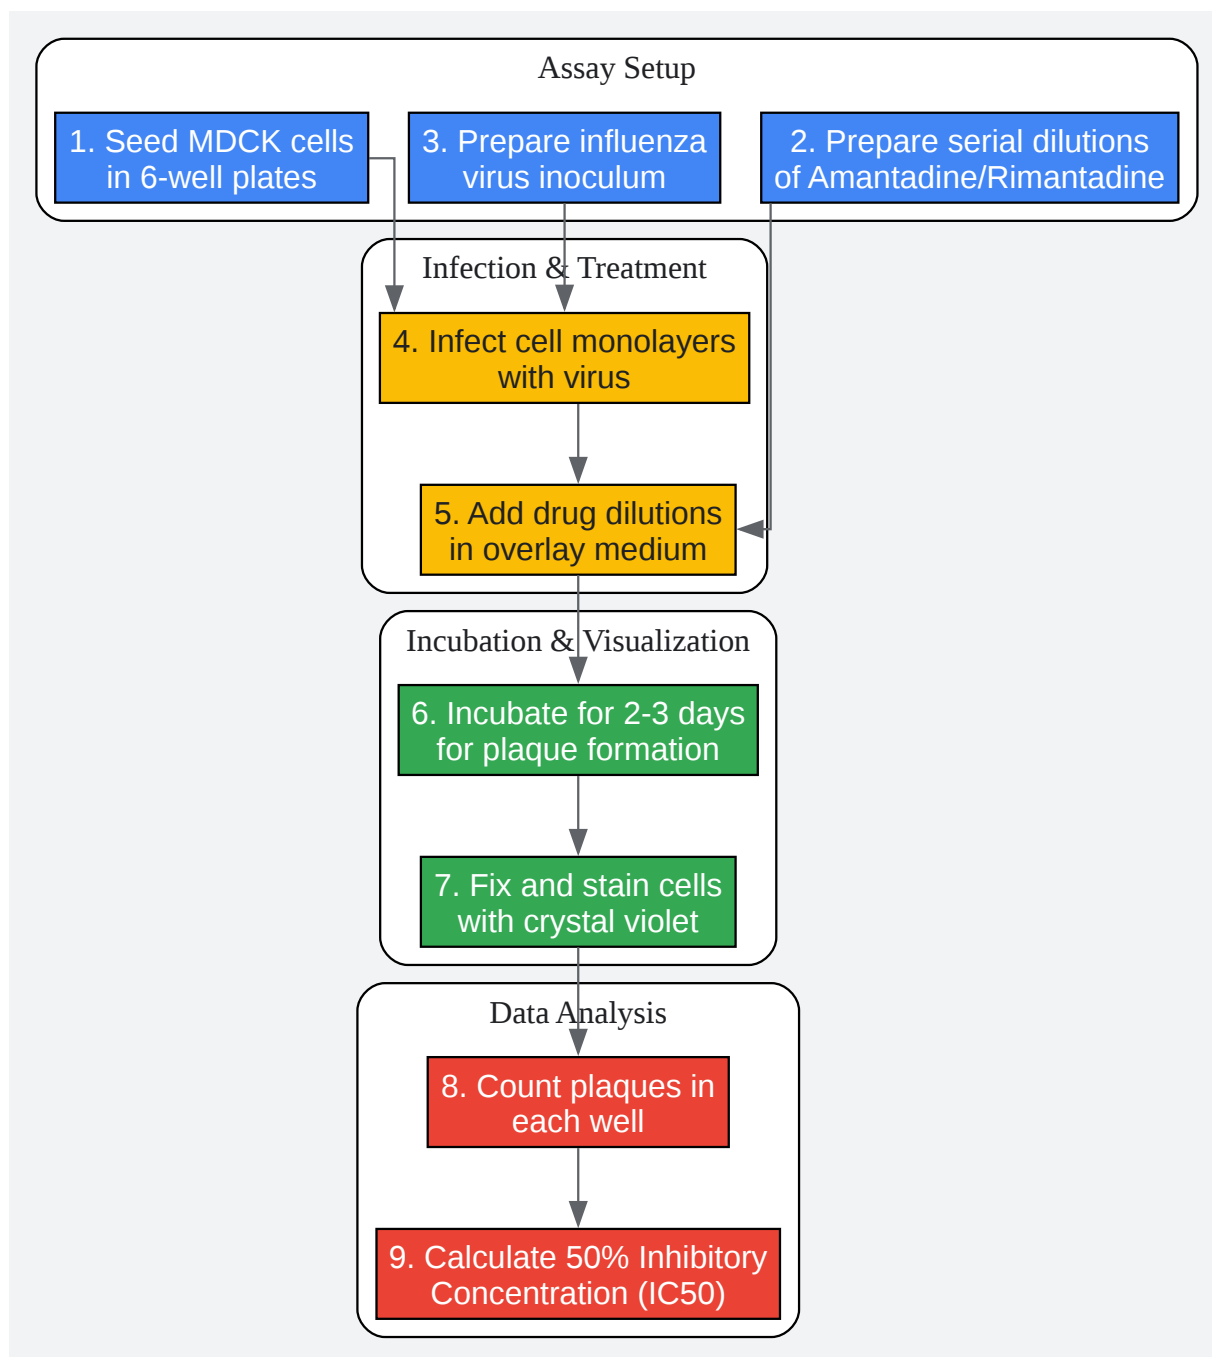 Assay Setup
1. Seed MDCK cells
in 6-well plates
3. Prepare influenza
virus inoculum
2. Prepare serial dilutions
of Amantadine/Rimantadine
Infection & Treatment
4. Infect cell monolayers
with virus
5. Add drug dilutions
in overlay medium
Incubation & Visualization
6. Incubate for 2-3 days
for plaque formation
7. Fix and stain cells
with crystal violet
Data Analysis
8. Count plaques in
each well
9. Calculate 50% Inhibitory
Concentration (IC50)